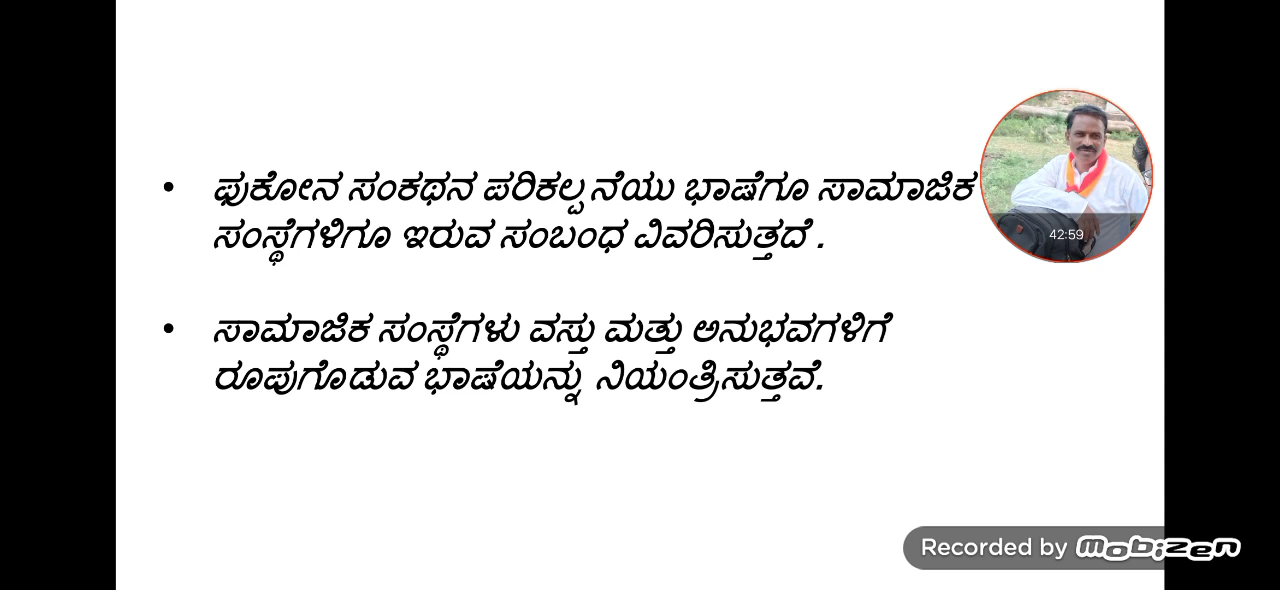 • ಫುಕೋನ ಸಂಕಥನ ಪರಿಕಲ್ಪನೆಯು ಭಾಷೆಗೂ ಸಾಮಾಜಿಕ
ಸಂಸ್ಥೆಗಳಿಗೂ ಇರುವ ಸಂಬಂಧ ವಿವರಿಸುತ್ತದೆ .
42:59
• ಸಾಮಾಜಿಕ ಸಂಸ್ಥೆಗಳು ವಸ್ತು ಮತ್ತು ಅನುಭವಗಳಿಗೆ
ರೂಪುಗೊಡುವ ಭಾಷೆಯನ್ನು ನಿಯಂತ್ರಿಸುತ್ತವೆ.
Recorded by Mobizen